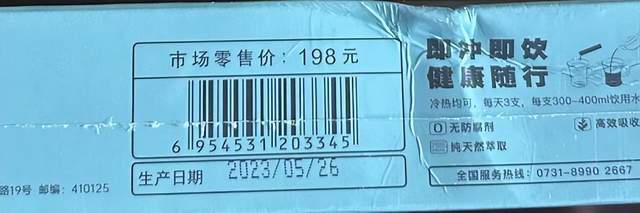 市场零售价：198元
6 954531 203345
生产日期 2023/05/26
路19号 邮编：410125
即冲即饮
健康随行
冷热均可，每天3支，每支300-400ml饮用水
无防腐剂 高效吸收
纯天然萃取
全国服务热线：0731-8990 2667